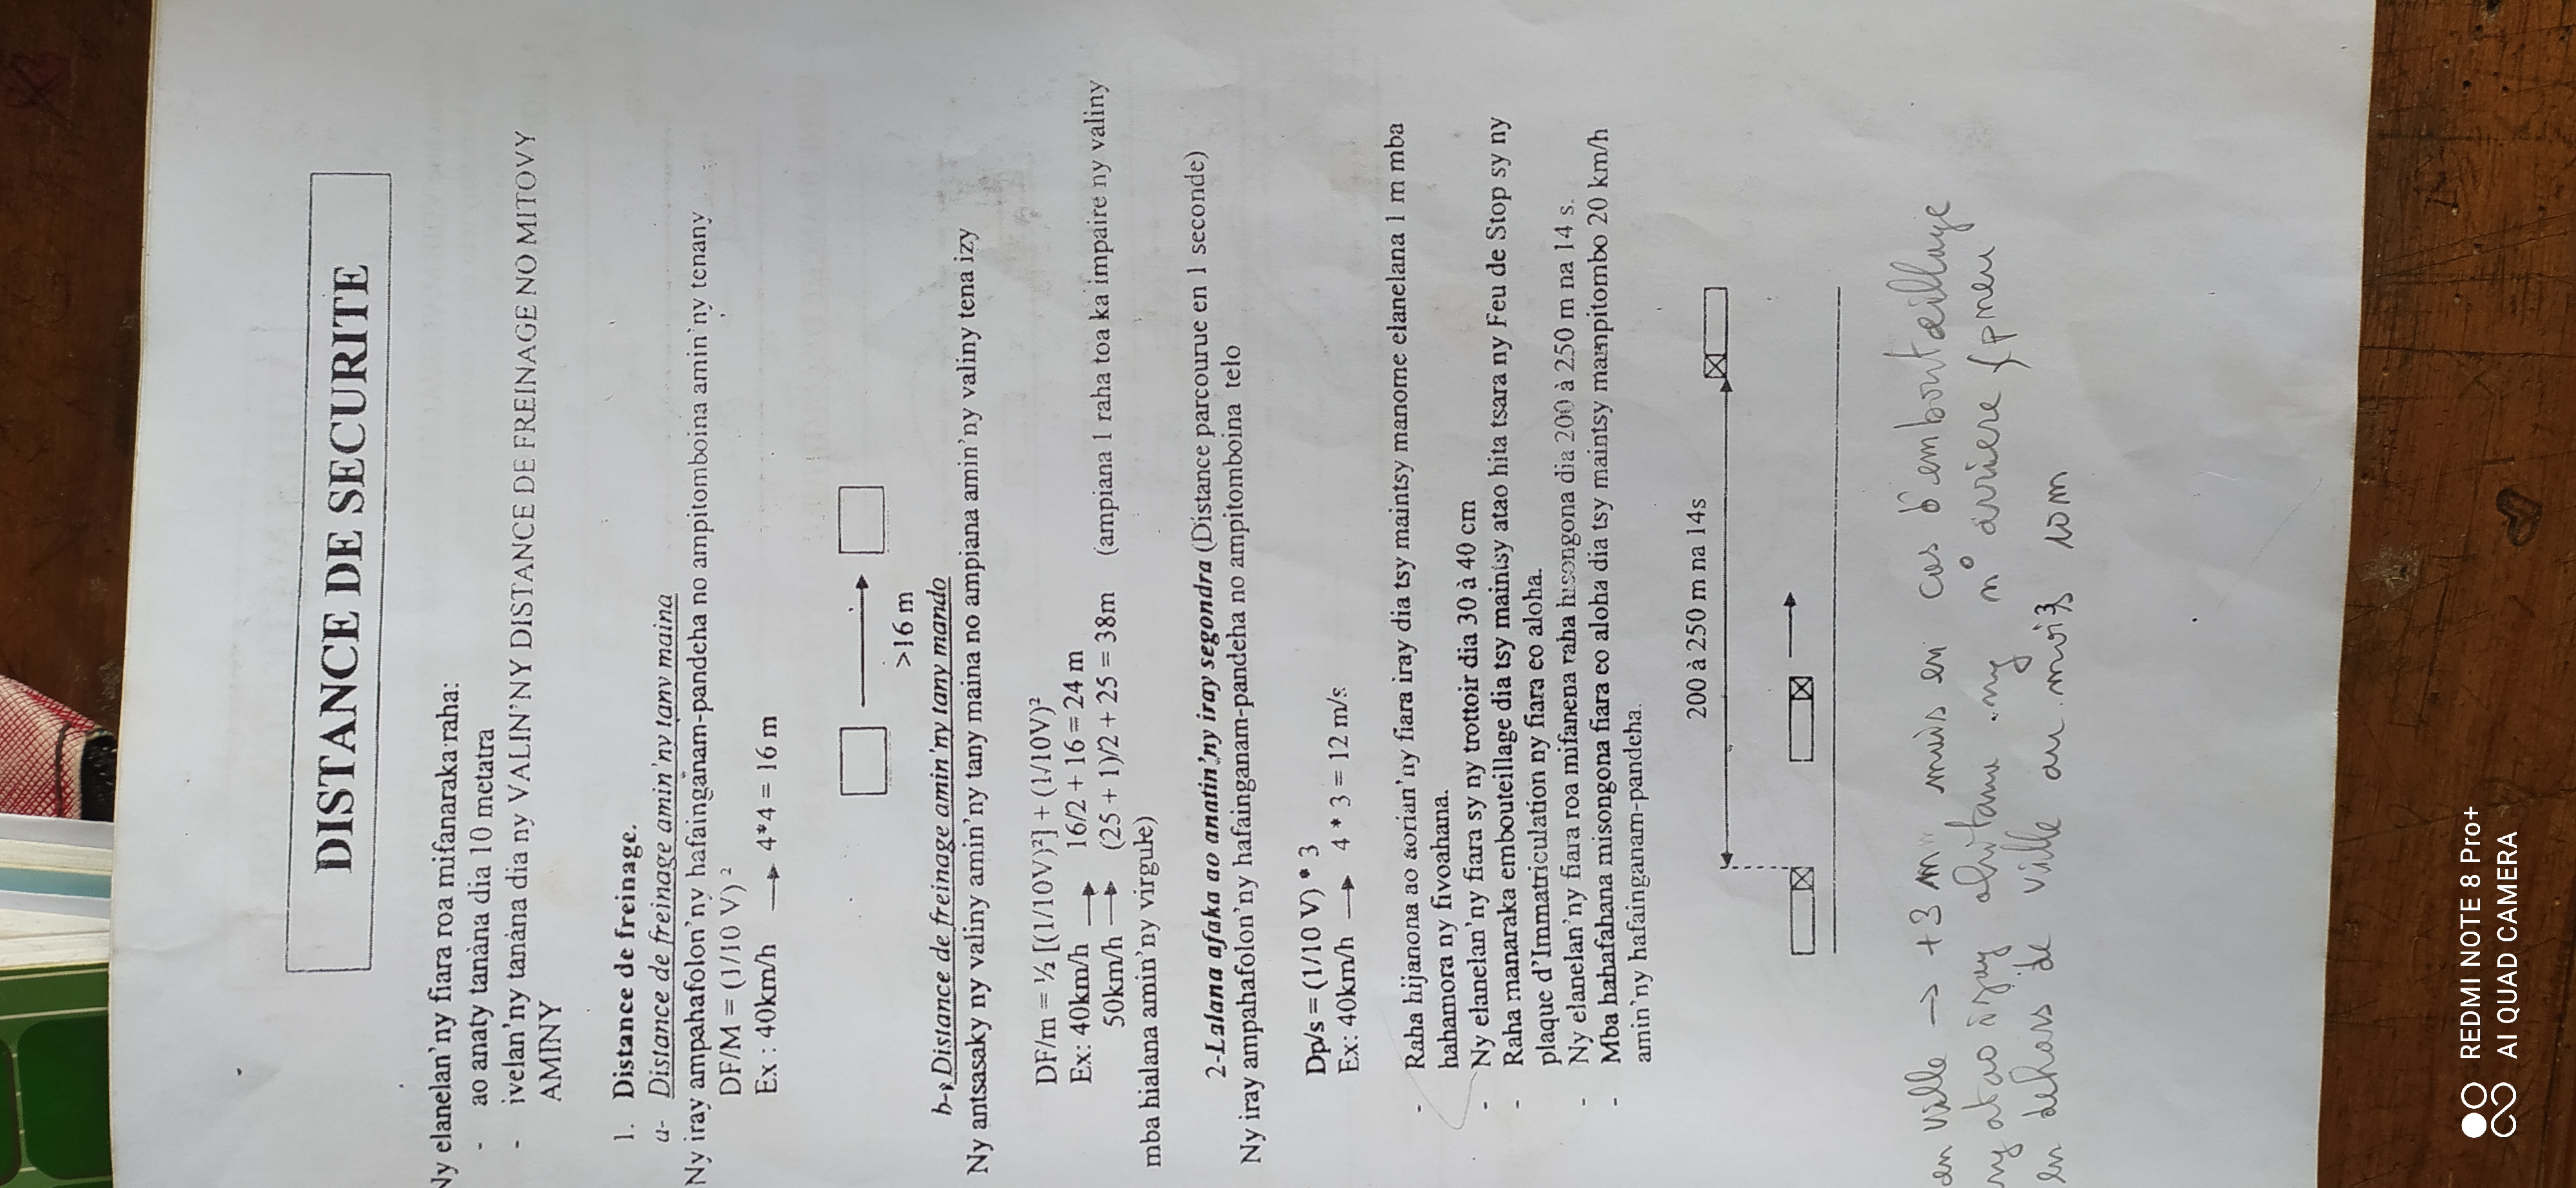 DISTANCE DE SECURITE
Ny elanelan'ny fiara roa mifanaraka raha:
- ao anaty tanàna dia 10 metatra
- ivelan'ny tanàna dia ny VALIN'NY DISTANCE DE FREINAGE NO MITOVY
AMINY
1. Distance de freinage.
a- Distance de freinage amin'ny tany maina
Ny iray ampahafolon'ny hafainganam-pandeha no ampitomboina amin'ny tenany
DF/M = (1/10 V) ²
Ex : 40km/h → 4*4 = 16 m
>16 m
b- Distance de freinage amin'ny tany mando
Ny antsasaky ny valiny amin'ny tany maina no ampiana amin'ny valiny tena izy
DF/m = ½ [(1/10V)²] + (1/10V)²
Ex: 40km/h → 16/2 + 16 = 24 m
50km/h → (25 + 1)/2 + 25 = 38m (ampiana 1 raha toa ka impaire ny valiny
mba hialana amin'ny virgule)
2-Lalana afaka ao anatin'ny iray segondra (Distance parcourue en 1 seconde)
Ny iray ampahafolon'ny hafainganam-pandeha no ampitomboina telo
Dp/s = (1/10 V) * 3
Ex: 40km/h → 4 * 3 = 12 m/s
- Raha hijanona ao aorian'ny fiara iray dia tsy maintsy manome elanelana 1 m mba
hahamora ny fivoahana.
- Ny elanelan'ny fiara sy ny trottoir dia 30 à 40 cm
- Raha manaraka embouteillage dia tsy maintsy atao hita tsara ny Feu de Stop sy ny
plaque d'Immatriculation ny fiara eo aloha.
- Ny elanelan'ny fiara roa mifanena raha hisongona dia 200 à 250 m na 14 s.
- Mba hahafahana misongona fiara eo aloha dia tsy maintsy mampitombo 20 km/h
amin'ny hafainganam-pandeha.
200 à 250 m na 14s
en ville → +3 m mais en cas d'embouteillage
ny atao izay ahitana ny n° arriere pneu
en dehors de ville au moi3s 10m
REDMI NOTE 8 Pro+
AI QUAD CAMERA